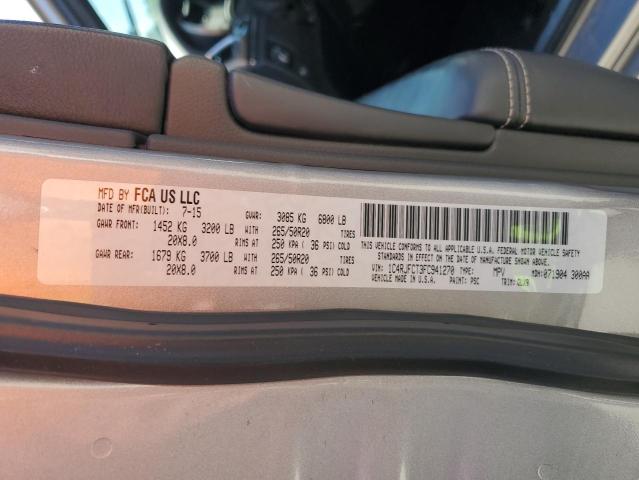 MFD BY FCA US LLC
DATE OF MFR(BUILT): 7-15 GVWR: 3085 KG 6800 LB
GAWR FRONT: 1452 KG 3200 LB WITH 265/50R20 TIRES
20X8.0 RIMS AT 250 KPA ( 36 PSI) COLD
GAWR REAR: 1679 KG 3700 LB WITH 265/50R20 TIRES
20X8.0 RIMS AT 250 KPA ( 36 PSI) COLD
THIS VEHICLE CONFORMS TO ALL APPLICABLE U.S.A. FEDERAL MOTOR VEHICLE SAFETY
STANDARDS IN EFFECT ON THE DATE OF MANUFACTURE SHOWN ABOVE.
VIN: 1C4RJFCT3FC941270 TYPE: MPV MDH: 071904 300AA
VEHICLE MADE IN U.S.A. PAINT: PSC TRIM: